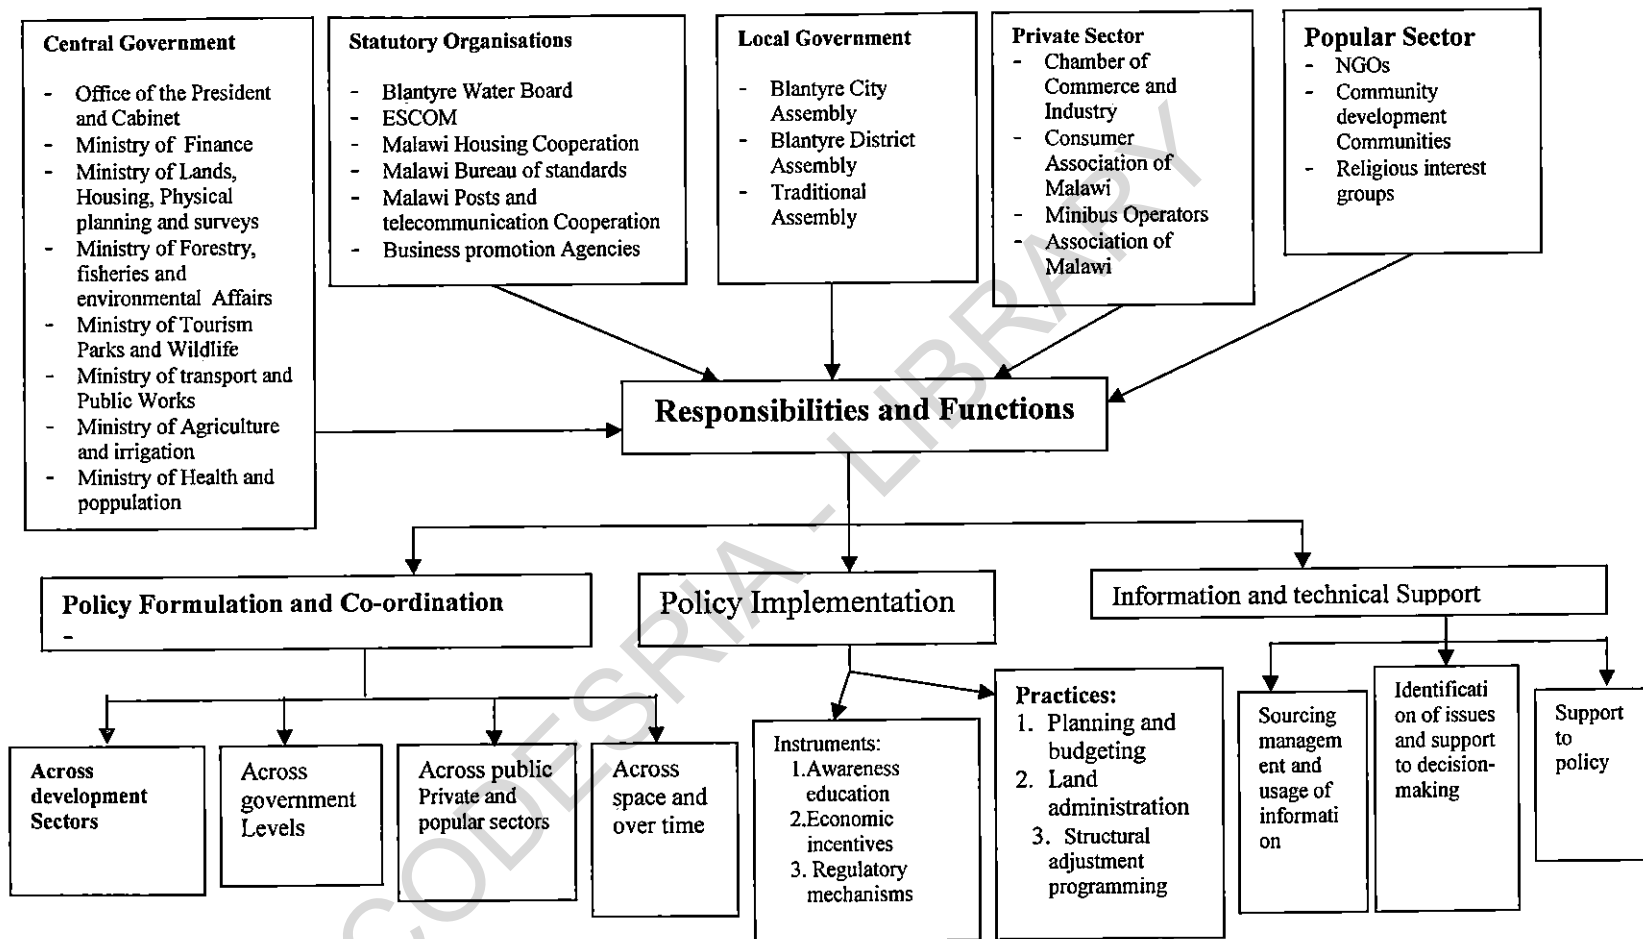 Central Government
- Office of the President
and Cabinet
- Ministry of Finance
- Ministry of Lands,
Housing, Physical
planning and surveys
- Ministry of Forestry,
fisheries and
environmental Affairs
- Ministry of Tourism
Parks and Wildlife
- Ministry of transport and
Public Works
- Ministry of Agriculture
and irrigation
- Ministry of Health and
poppulation
Statutory Organisations
- Blantyre Water Board
- ESCOM
- Malawi Housing Cooperation
- Malawi Bureau of standards
- Malawi Posts and
telecommunication Cooperation
- Business promotion Agencies
Local Government
- Blantyre City
Assembly
- Blantyre District
Assembly
- Traditional
Assembly
Private Sector
- Chamber of
Commerce and
Industry
- Consumer
Association of
Malawi
- Minibus Operators
- Association of
Malawi
Popular Sector
- NGOs
- Community
development
Communities
- Religious interest
groups
Responsibilities and Functions
Policy Formulation and Co-ordination
-
Policy Implementation
Information and technical Support
Across
development
Sectors
Across
government
Levels
Across public
Private and
popular sectors
Across
space and
over time
Instruments:
1.Awareness
education
2.Economic
incentives
3. Regulatory
mechanisms
Practices:
1. Planning and
budgeting
2. Land
administration
3. Structural
adjustment
programming
Sourcing
managem
ent and
usage of
informati
on
Identificati
on of issues
and support
to decision-
making
Support
to
policy
CODESRIA - LIBRARY